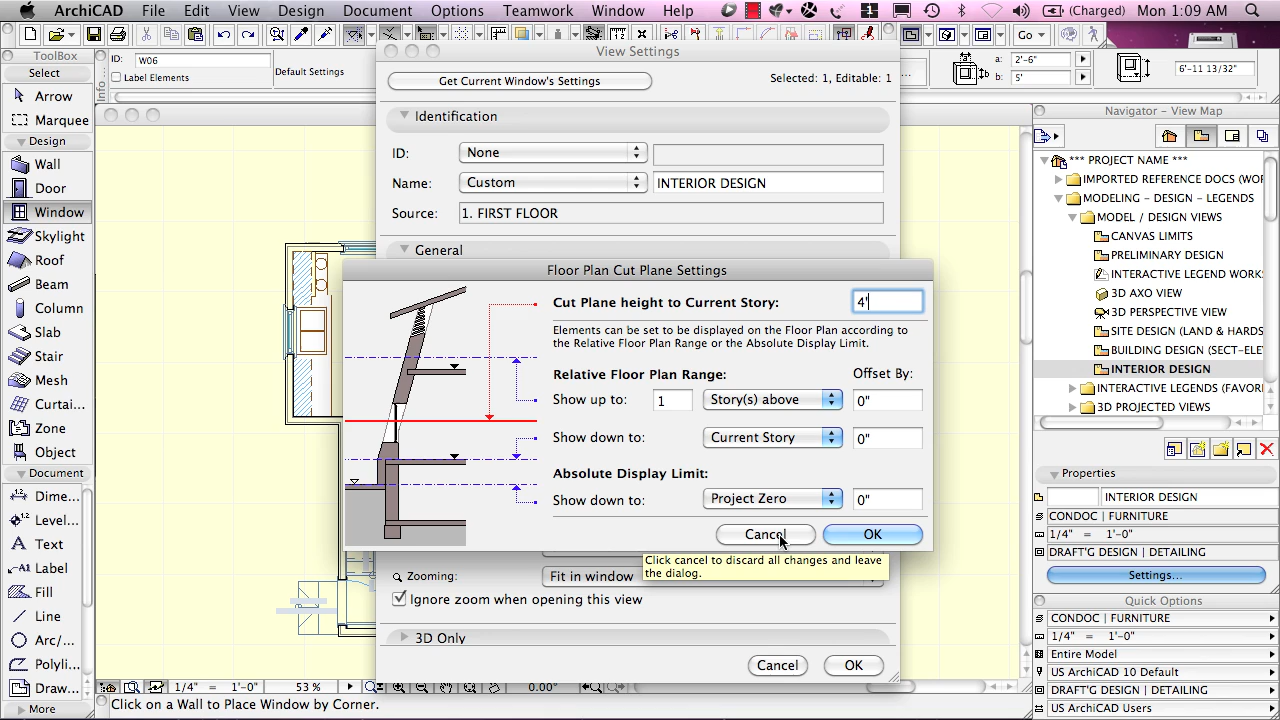 ArchiCAD File Edit View Design Document Options Teamwork Window Help (Charged) Mon 1:09 AM
Go
ToolBox
Select
Arrow
Marquee
Design
Wall
Door
Window
Skylight
Roof
Beam
Column
Slab
Stair
Mesh
Curtai...
Zone
Object
Document
Dime...
Level...
Text
Label
Fill
Line
Arc/...
Polyli...
Draw...
More
Info
ID: W06
Label Elements
Default Settings
a: 2'-6"
b: 5'
6'-11 13/32"
View Settings
Get Current Window's Settings
Selected: 1, Editable: 1
Identification
ID: None
Name: Custom INTERIOR DESIGN
Source: 1. FIRST FLOOR
General
Floor Plan Cut Plane Settings
Cut Plane height to Current Story: 4'
Elements can be set to be displayed on the Floor Plan according to
the Relative Floor Plan Range or the Absolute Display Limit.
Relative Floor Plan Range: Offset By:
Show up to: 1 Story(s) above 0"
Show down to: Current Story 0"
Absolute Display Limit:
Show down to: Project Zero 0"
Cancel OK
Click cancel to discard all changes and leave
the dialog.
Zooming: Fit in window
Ignore zoom when opening this view
3D Only
Cancel OK
1/4" = 1'-0" 53 % 0.00°
Click on a Wall to Place Window by Corner.
Navigator - View Map
*** PROJECT NAME ***
IMPORTED REFERENCE DOCS (WOR
MODELING - DESIGN - LEGENDS
MODEL / DESIGN VIEWS
CANVAS LIMITS
PRELIMINARY DESIGN
INTERACTIVE LEGEND WORK
3D AXO VIEW
3D PERSPECTIVE VIEW
SITE DESIGN (LAND & HARDS
BUILDING DESIGN (SECT-ELE
INTERIOR DESIGN
INTERACTIVE LEGENDS (FAVOR
3D PROJECTED VIEWS
Properties
INTERIOR DESIGN
CONDOC | FURNITURE
1/4" = 1'-0"
DRAFT'G DESIGN | DETAILING
Settings...
Quick Options
CONDOC | FURNITURE
1/4" = 1'-0"
Entire Model
US ArchiCAD 10 Default
DRAFT'G DESIGN | DETAILING
US ArchiCAD Users